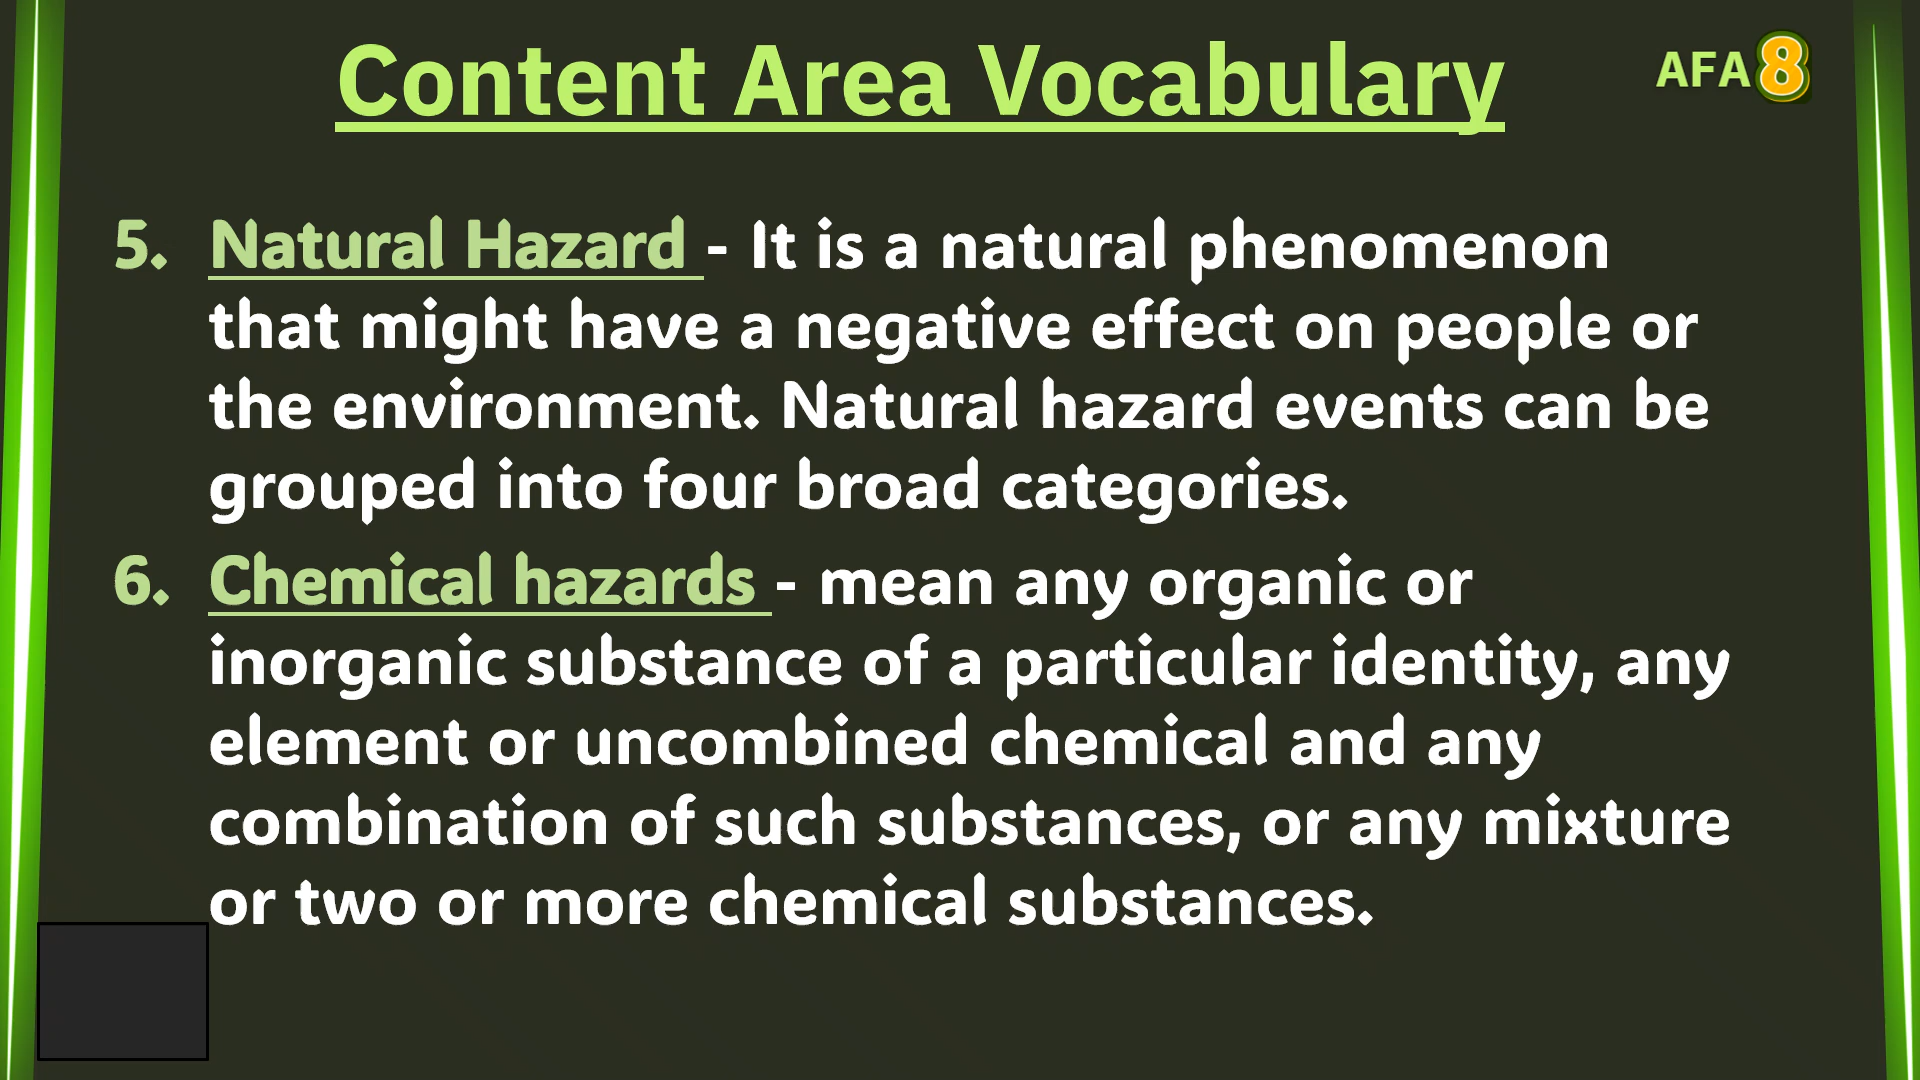 Content Area Vocabulary
AFA 8
5. Natural Hazard - It is a natural phenomenon
that might have a negative effect on people or
the environment. Natural hazard events can be
grouped into four broad categories.
6. Chemical hazards - mean any organic or
inorganic substance of a particular identity, any
element or uncombined chemical and any
combination of such substances, or any mixture
or two or more chemical substances.